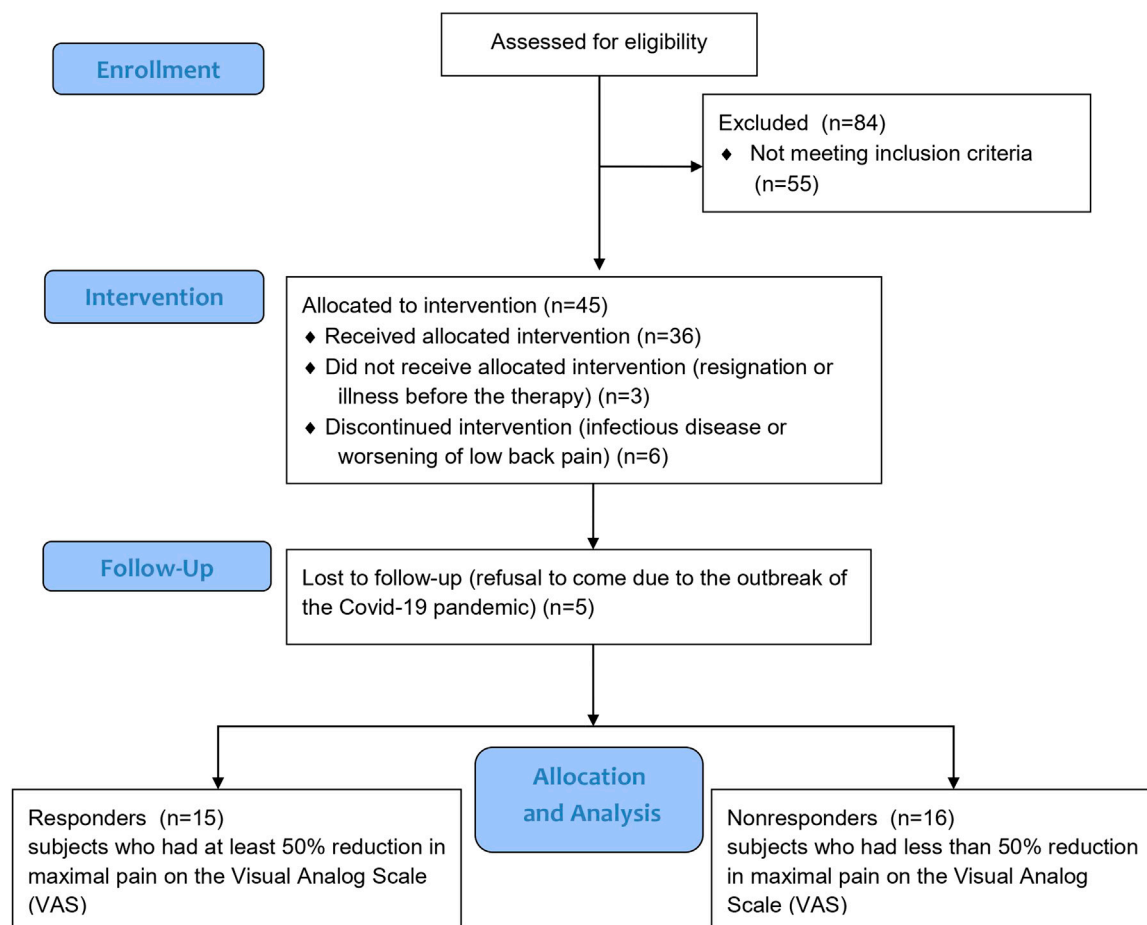 Enrollment
Assessed for eligibility
Excluded (n=84)
♦ Not meeting inclusion criteria
(n=55)
Intervention
Allocated to intervention (n=45)
♦ Received allocated intervention (n=36)
♦ Did not receive allocated intervention (resignation or
illness before the therapy) (n=3)
♦ Discontinued intervention (infectious disease or
worsening of low back pain) (n=6)
Follow-Up
Lost to follow-up (refusal to come due to the outbreak of
the Covid-19 pandemic) (n=5)
Allocation
and Analysis
Responders (n=15)
subjects who had at least 50% reduction in
maximal pain on the Visual Analog Scale
(VAS)
Nonresponders (n=16)
subjects who had less than 50% reduction
in maximal pain on the Visual Analog
Scale (VAS)